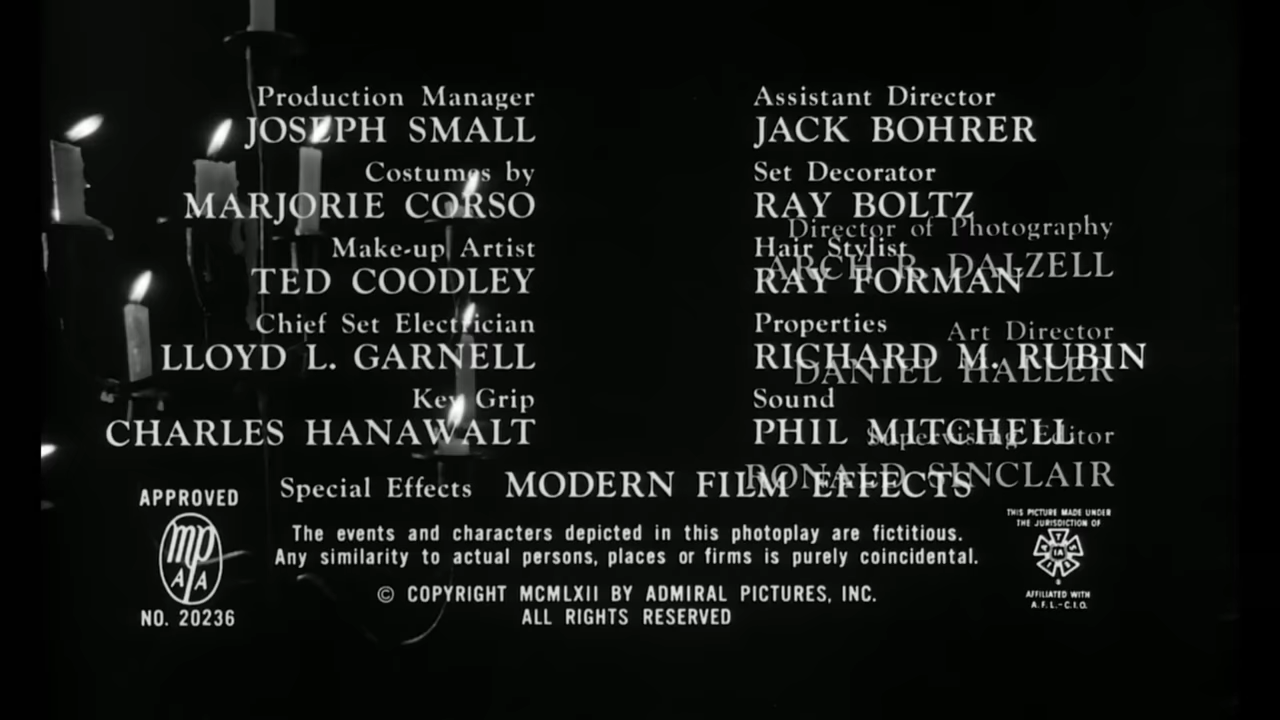 Production Manager
JOSEPH SMALL
Costumes by
MARJORIE CORSO
Make-up Artist
TED COODLEY
Chief Set Electrician
LLOYD L. GARNELL
Key Grip
CHARLES HANAWALT
Assistant Director
JACK BOHRER
Set Decorator
RAY BOLTZ
Hair Stylist
RAY FORMAN
Properties
RICHARD M. RUBIN
Sound
PHIL MITCHELL
Director of Photography
ARCH R. DALZELL
Art Director
DANIEL HALLER
Supervising Editor
RONALD SINCLAIR
Special Effects MODERN FILM EFFECTS
APPROVED
mp
AA
NO. 20236
The events and characters depicted in this photoplay are fictitious.
Any similarity to actual persons, places or firms is purely coincidental.
© COPYRIGHT MCMLXII BY ADMIRAL PICTURES, INC.
ALL RIGHTS RESERVED
THIS PICTURE MADE UNDER
THE JURISDICTION OF
IA
AFFILIATED WITH
A.F.L.-C.I.O.